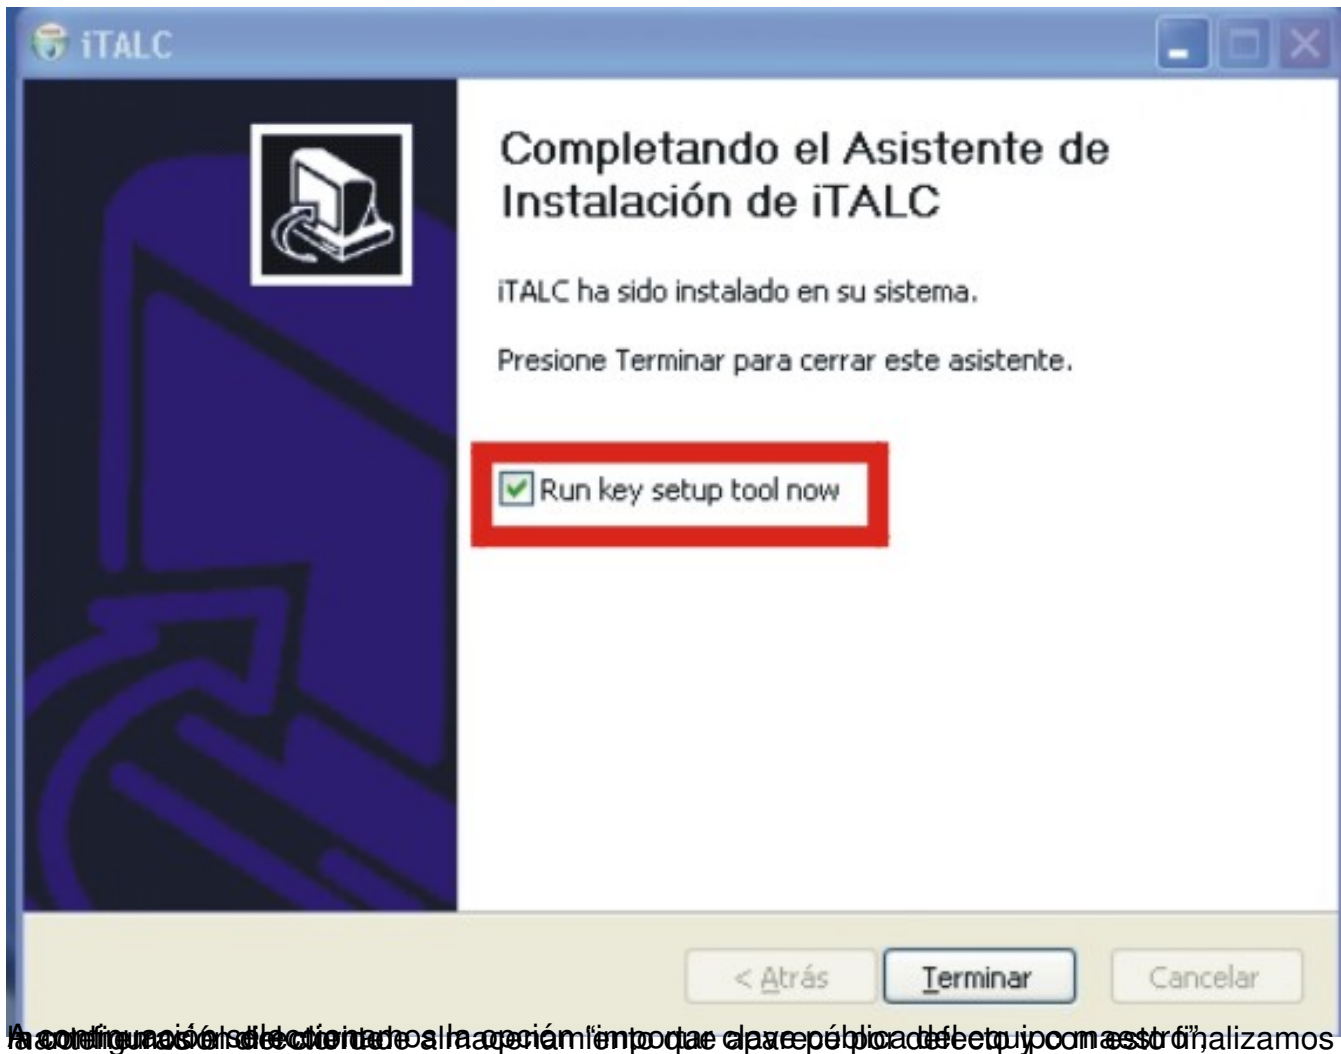 iTALC
Completando el Asistente de
Instalación de iTALC
iTALC ha sido instalado en su sistema.
Presione Terminar para cerrar este asistente.
Run key setup tool now
< Atrás
Terminar
Cancelar